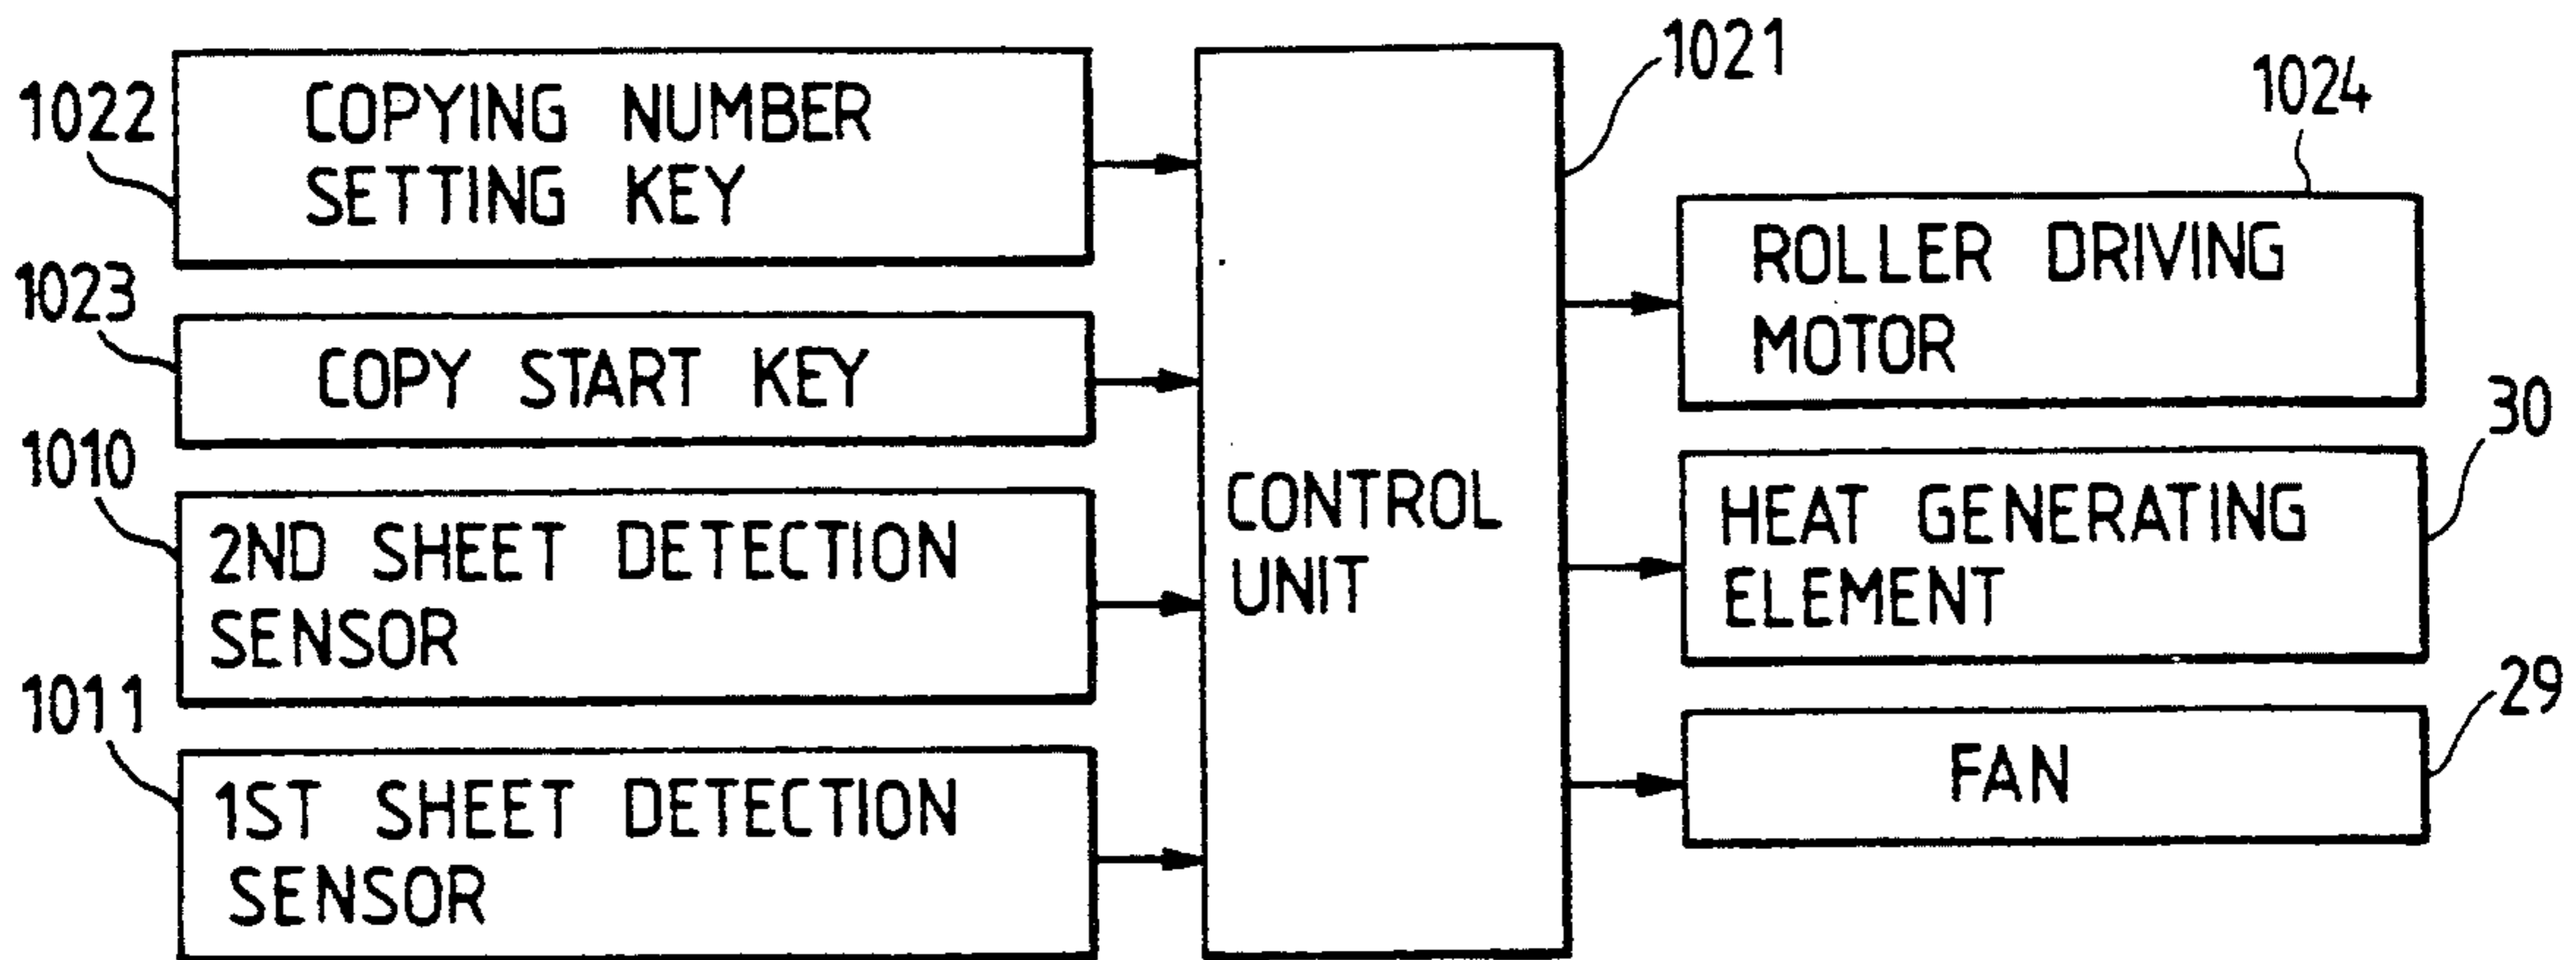 1022
COPYING NUMBER
SETTING KEY
1023
COPY START KEY
1010
2ND SHEET DETECTION
SENSOR
1011
1ST SHEET DETECTION
SENSOR
1021
CONTROL
UNIT
1024
ROLLER DRIVING
MOTOR
30
HEAT GENERATING
ELEMENT
29
FAN